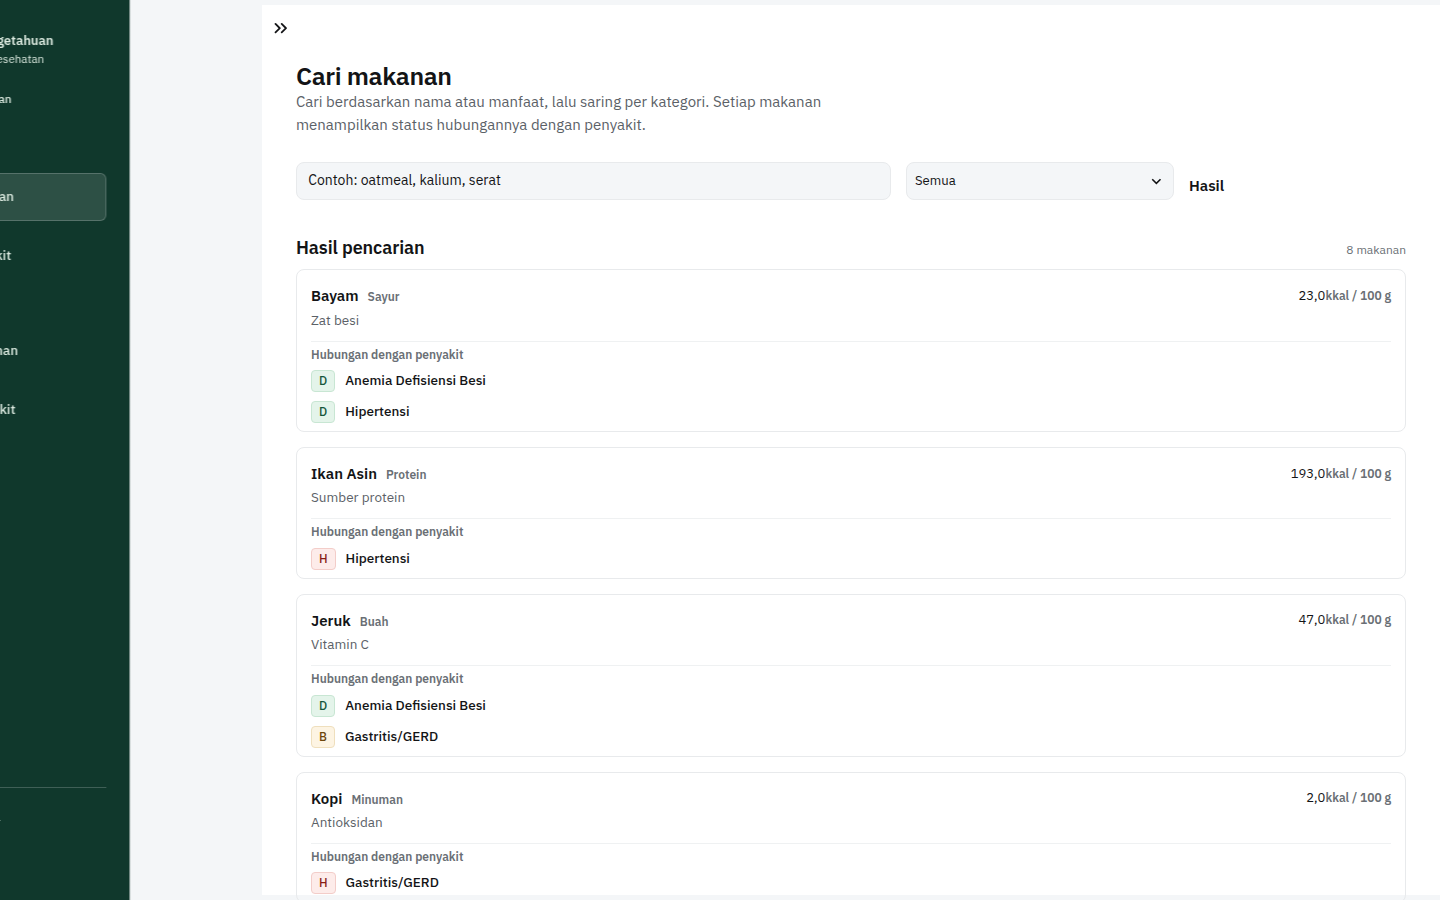 getahuan
esehatan
an
an
kit
nan
kit
Cari makanan
Cari berdasarkan nama atau manfaat, lalu saring per kategori. Setiap makanan
menampilkan status hubungannya dengan penyakit.
Contoh: oatmeal, kalium, serat
Semua
Hasil
Hasil pencarian
8 makanan
Bayam Sayur
23,0kkal / 100 g
Zat besi
Hubungan dengan penyakit
D Anemia Defisiensi Besi
D Hipertensi
Ikan Asin Protein
193,0kkal / 100 g
Sumber protein
Hubungan dengan penyakit
H Hipertensi
Jeruk Buah
47,0kkal / 100 g
Vitamin C
Hubungan dengan penyakit
D Anemia Defisiensi Besi
B Gastritis/GERD
Kopi Minuman
2,0kkal / 100 g
Antioksidan
Hubungan dengan penyakit
H Gastritis/GERD